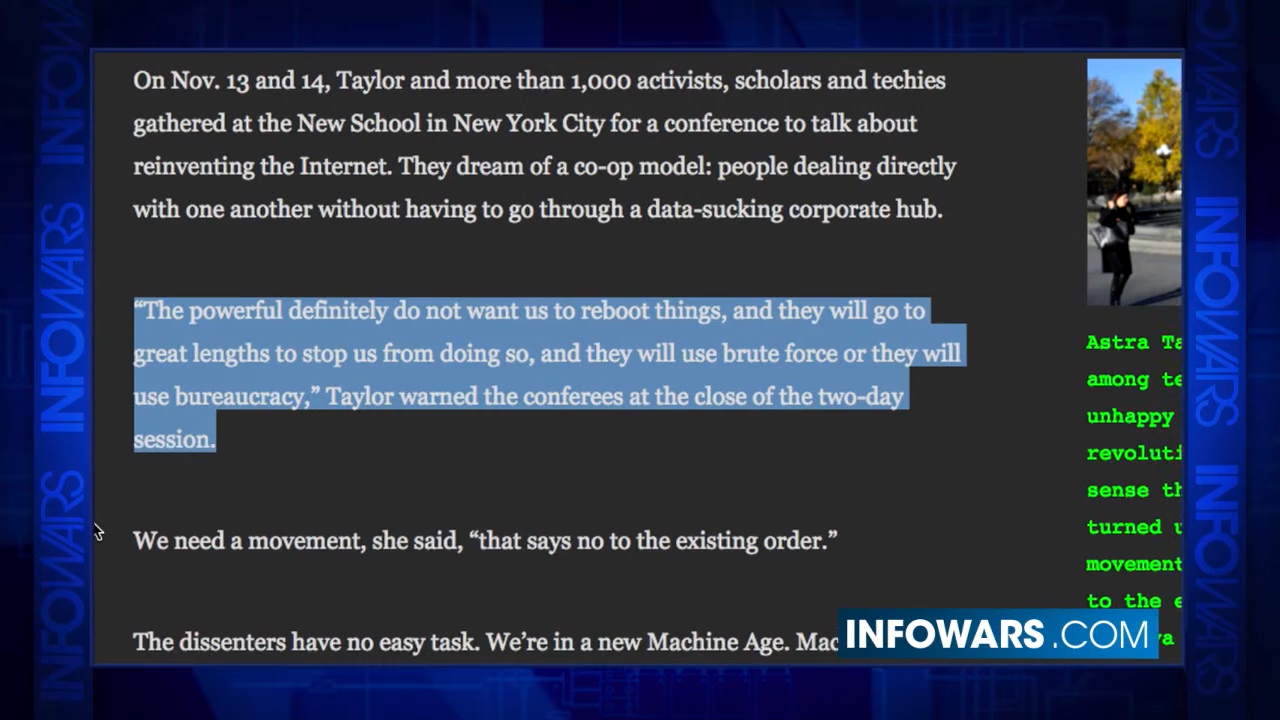 On Nov. 13 and 14, Taylor and more than 1,000 activists, scholars and techies
gathered at the New School in New York City for a conference to talk about
reinventing the Internet. They dream of a co-op model: people dealing directly
with one another without having to go through a data-sucking corporate hub.
“The powerful definitely do not want us to reboot things, and they will go to
great lengths to stop us from doing so, and they will use brute force or they will
use bureaucracy,” Taylor warned the conferees at the close of the two-day
session.
We need a movement, she said, “that says no to the existing order.”
The dissenters have no easy task. We’re in a new Machine Age.
Astra
among
unhappy
sense
turned
movement
to the
INFOWARS.COM
INFOWARS
INFOWARS
INFOWARS
INFOWARS